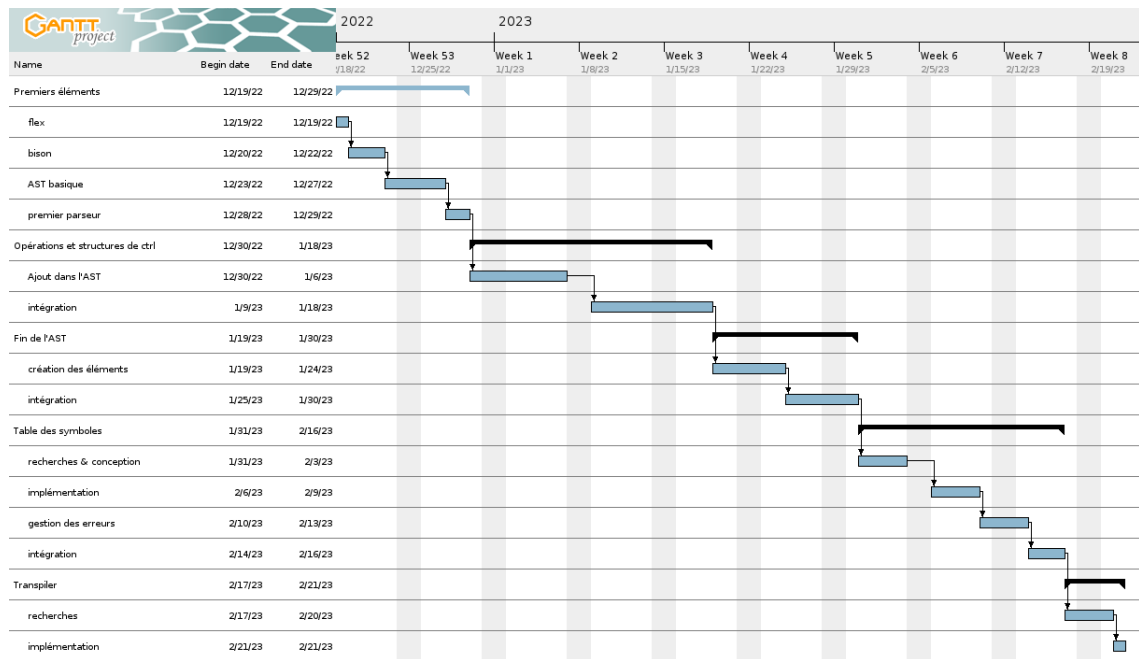 GANTT
project
2022 2023
eek 52 Week 53 Week 1 Week 2 Week 3 Week 4 Week 5 Week 6 Week 7 Week 8
Name Begin date End date /18/22 12/25/22 1/1/23 1/8/23 1/15/23 1/22/23 1/29/23 2/5/23 2/12/23 2/19/23
Premiers éléments 12/19/22 12/29/22
flex 12/19/22 12/19/22
bison 12/20/22 12/22/22
AST basique 12/23/22 12/27/22
premier parseur 12/28/22 12/29/22
Opérations et structures de ctrl 12/30/22 1/18/23
Ajout dans l'AST 12/30/22 1/6/23
intégration 1/9/23 1/18/23
Fin de l'AST 1/19/23 1/30/23
création des éléments 1/19/23 1/24/23
intégration 1/25/23 1/30/23
Table des symboles 1/31/23 2/16/23
recherches & conception 1/31/23 2/3/23
implémentation 2/6/23 2/9/23
gestion des erreurs 2/10/23 2/13/23
intégration 2/14/23 2/16/23
Transpiler 2/17/23 2/21/23
recherches 2/17/23 2/20/23
implémentation 2/21/23 2/21/23